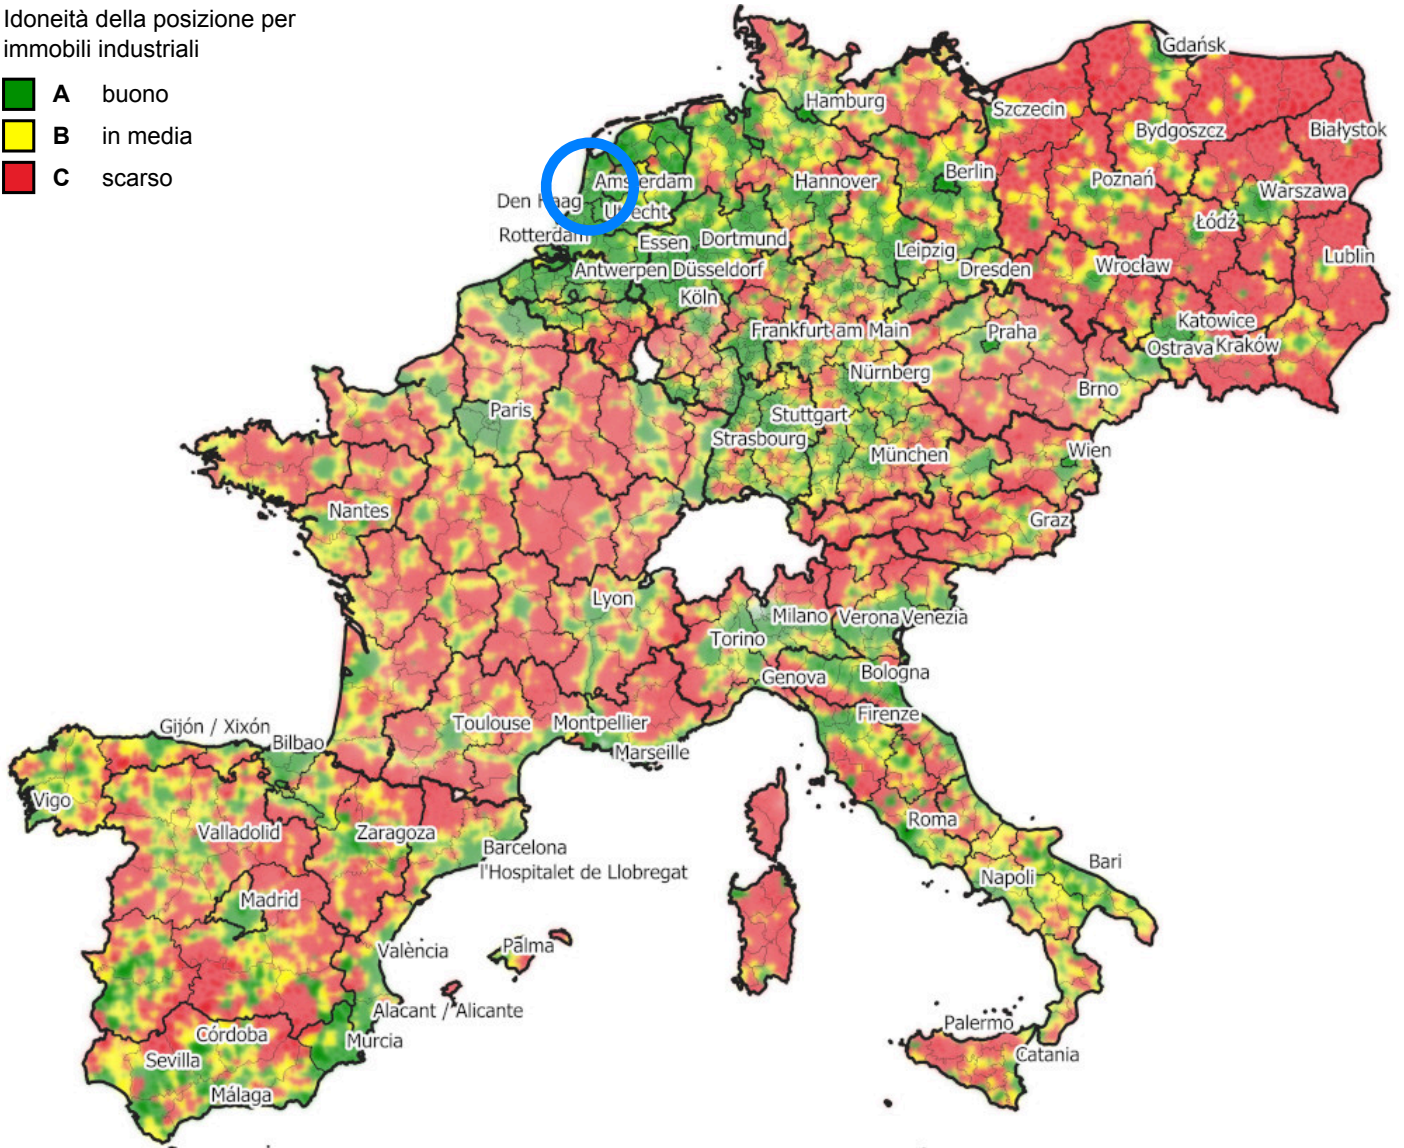 Idoneità della posizione per
immobili industriali
A buono
B in media
C scarso
Gdańsk
Hamburg
Szczecin
Bydgoszcz
Białystok
Berlin
Amsterdam
Hannover
Poznań
Warszawa
Den Haag
Utrecht
Łódź
Rotterdam
Essen
Dortmund
Leipzig
Lublin
Antwerpen
Düsseldorf
Dresden
Wrocław
Köln
Katowice
Frankfurt am Main
Praha
Ostrava
Kraków
Nürnberg
Brno
Paris
Stuttgart
Strasbourg
München
Wien
Nantes
Graz
Lyon
Milano
Verona
Venezia
Torino
Genova
Bologna
Firenze
Toulouse
Montpellier
Gijón / Xixón
Bilbao
Marseille
Vigo
Valladolid
Zaragoza
Roma
Barcelona
l'Hospitalet de Llobregat
Bari
Napoli
Madrid
València
Palma
Alacant / Alicante
Palermo
Córdoba
Murcia
Catania
Sevilla
Málaga